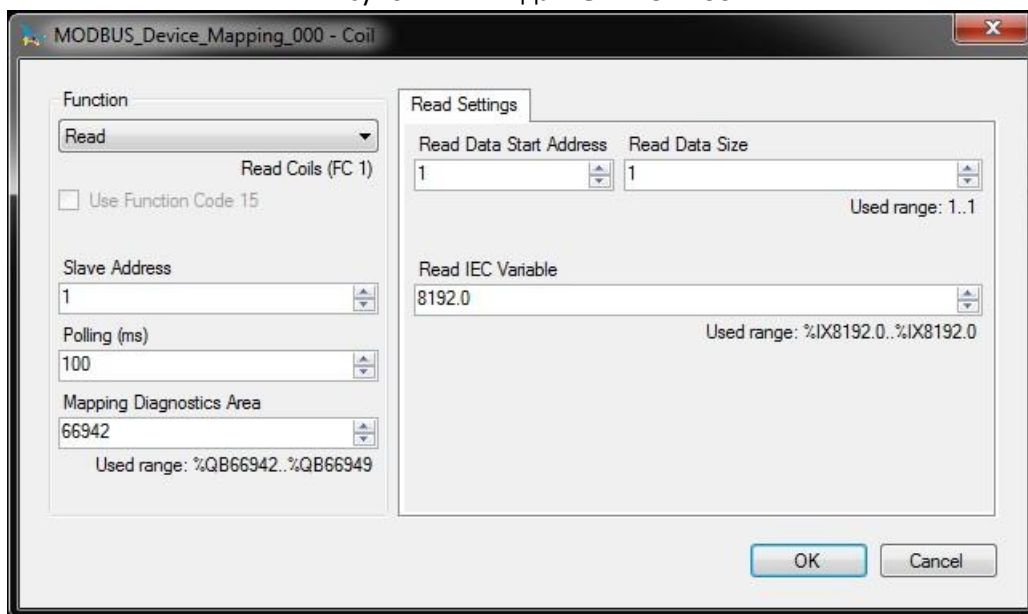 MODBUS_Device_Mapping_000 - Coil
Function
Read
Read Coils (FC 1)
Use Function Code 15
Slave Address
1
Polling (ms)
100
Mapping Diagnostics Area
66942
Used range: %QB66942..%QB66949
Read Settings
Read Data Start Address Read Data Size
1 1
Used range: 1..1
Read IEC Variable
8192.0
Used range: %IX8192.0..%IX8192.0
OK Cancel